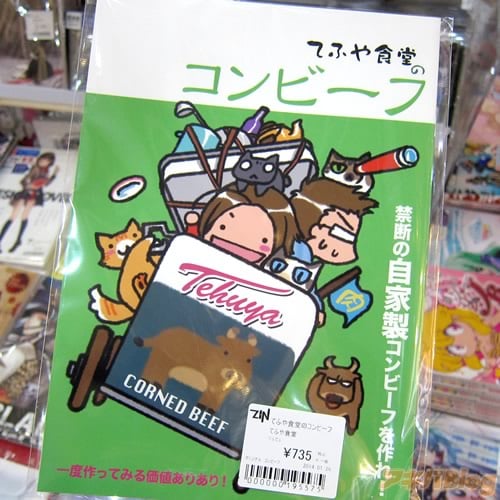 てふや食堂の
コンビーフ
禁断の自家製コンビーフを作れ!
肉
Tehuya
CORNED BEEF
ZIN
てふや食堂のコンビーフ
てふや食堂
¥735
一度作ってみる価値ありあり!